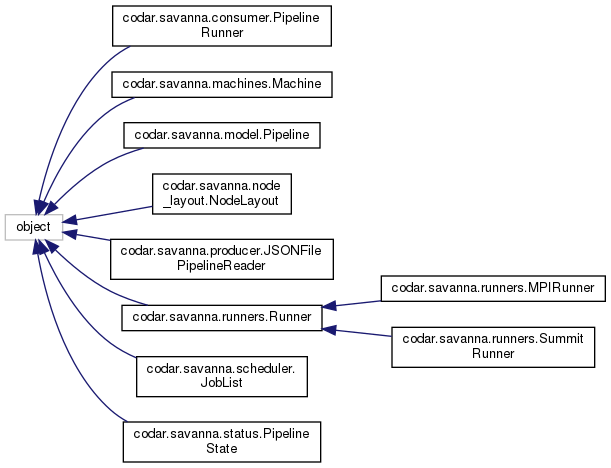 codar.savanna.consumer.Pipeline
Runner
codar.savanna.machines.Machine
codar.savanna.model.Pipeline
codar.savanna.node
_layout.NodeLayout
object
codar.savanna.producer.JSONFile
PipelineReader
codar.savanna.runners.MPIRunner
codar.savanna.runners.Runner
codar.savanna.runners.Summit
Runner
codar.savanna.scheduler.
JobList
codar.savanna.status.Pipeline
State